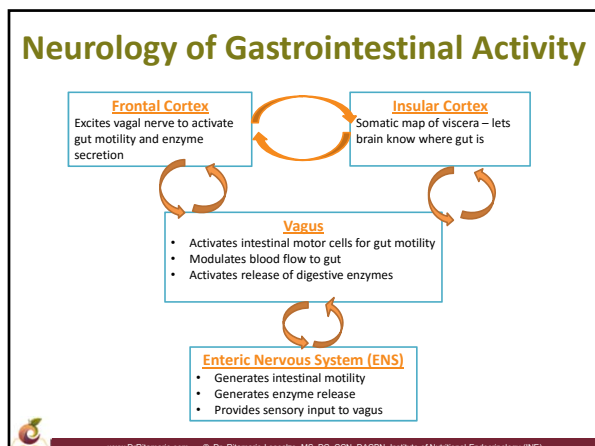 Neurology of Gastrointestinal Activity
Frontal Cortex
Excites vagal nerve to activate
gut motility and enzyme
secretion
Insular Cortex
Somatic map of viscera – lets
brain know where gut is
Vagus
• Activates intestinal motor cells for gut motility
• Modulates blood flow to gut
• Activates release of digestive enzymes
Enteric Nervous System (ENS)
• Generates intestinal motility
• Generates enzyme release
• Provides sensory input to vagus